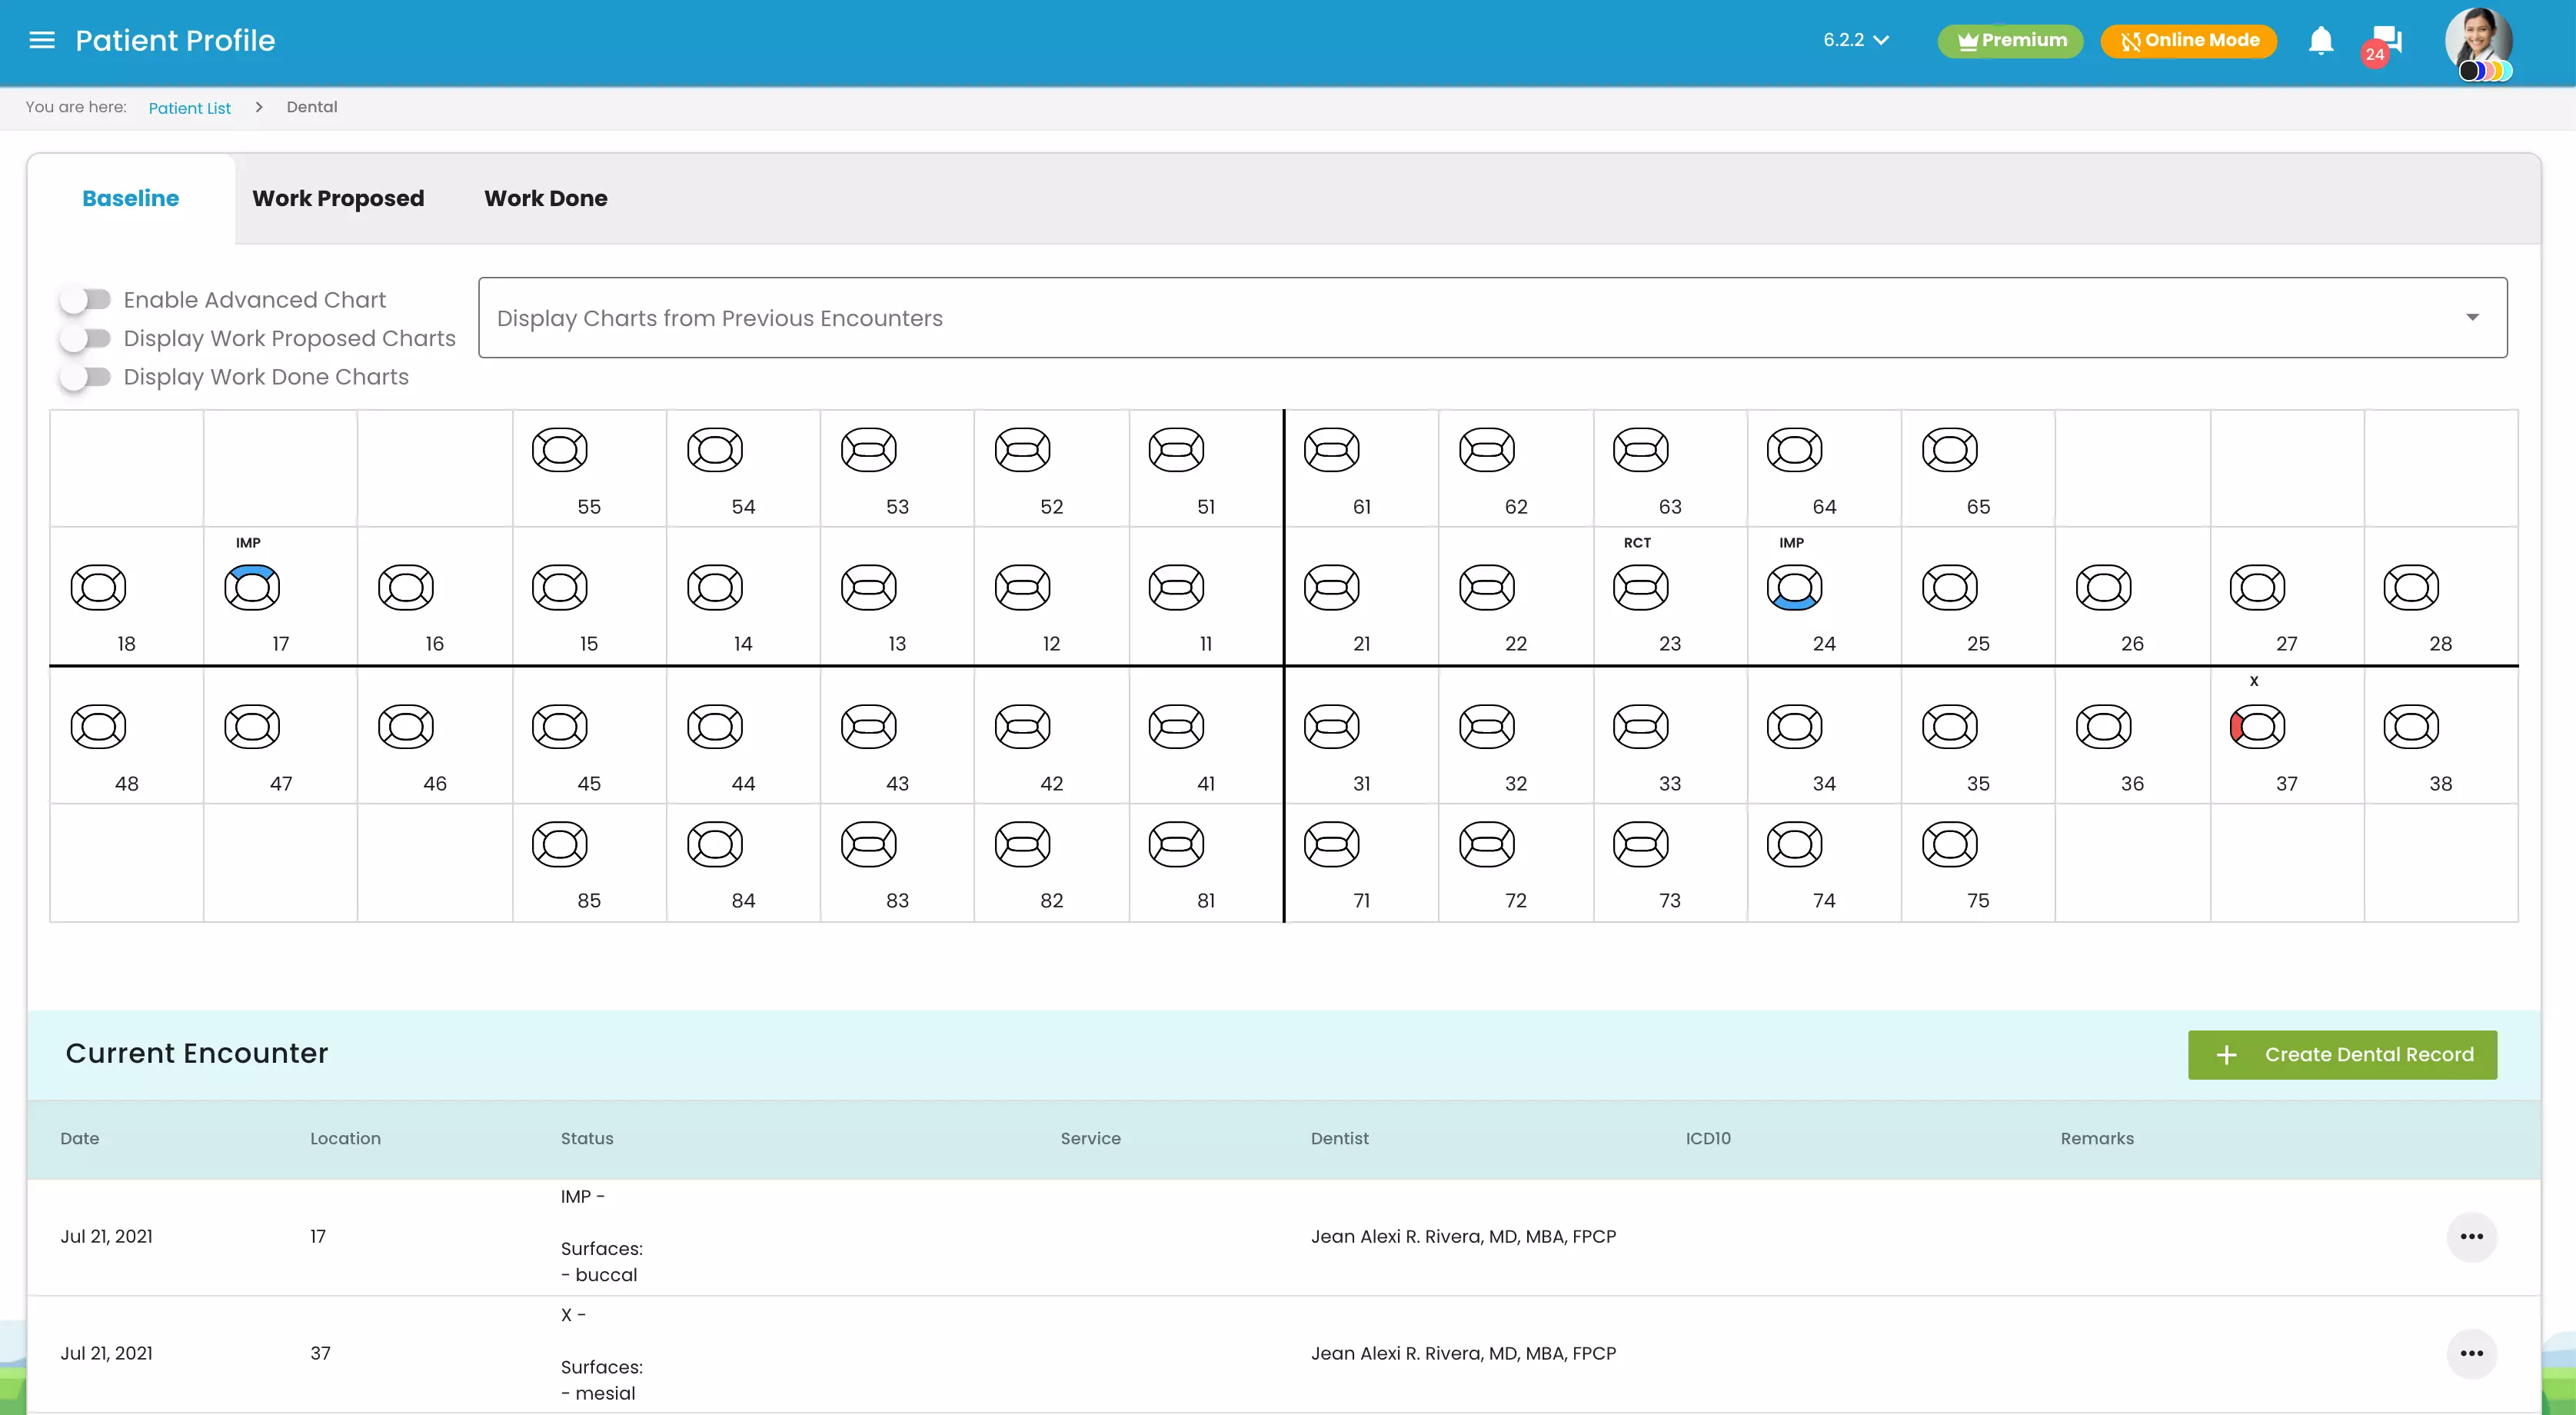 Patient Profile
6.2.2
Premium
Online Mode
24
You are here: Patient List > Dental
Baseline
Work Proposed
Work Done
Enable Advanced Chart
Display Work Proposed Charts
Display Work Done Charts
Display Charts from Previous Encounters
55 54 53 52 51 61 62 63 64 65
IMP RCT IMP
18 17 16 15 14 13 12 11 21 22 23 24 25 26 27 28
X
48 47 46 45 44 43 42 41 31 32 33 34 35 36 37 38
85 84 83 82 81 71 72 73 74 75
Current Encounter
+ Create Dental Record
Date Location Status Service Dentist ICD10 Remarks
IMP -
Jul 21, 2021 17 Jean Alexi R. Rivera, MD, MBA, FPCP
Surfaces:
- buccal
X -
Jul 21, 2021 37 Jean Alexi R. Rivera, MD, MBA, FPCP
Surfaces:
- mesial